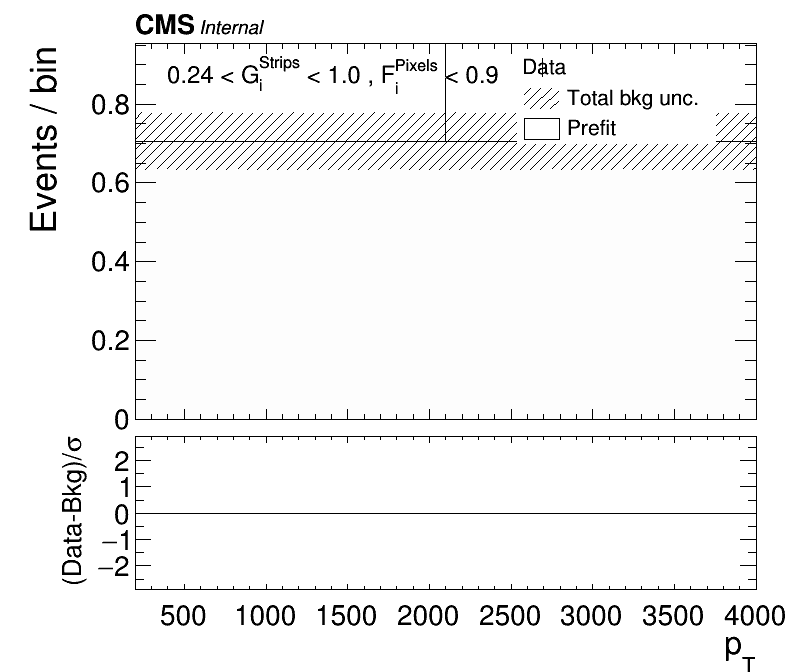 CMS Internal
0.24 < G_i^Strips < 1.0 , F_i^Pixels < 0.9
Data
Total bkg unc.
Prefit
Events / bin
0.8
0.6
0.4
0.2
0
(Data-Bkg)/σ
2
1
0
−1
−2
500 1000 1500 2000 2500 3000 3500 4000
p_T